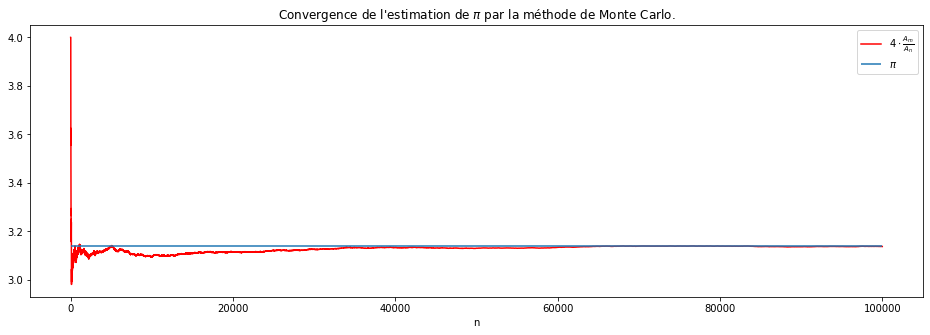 Convergence de l'estimation de π par la méthode de Monte Carlo.
4.0
3.8
3.6
3.4
3.2
3.0
4 · A_m/A_n
π
0 20000 40000 60000 80000 100000
n